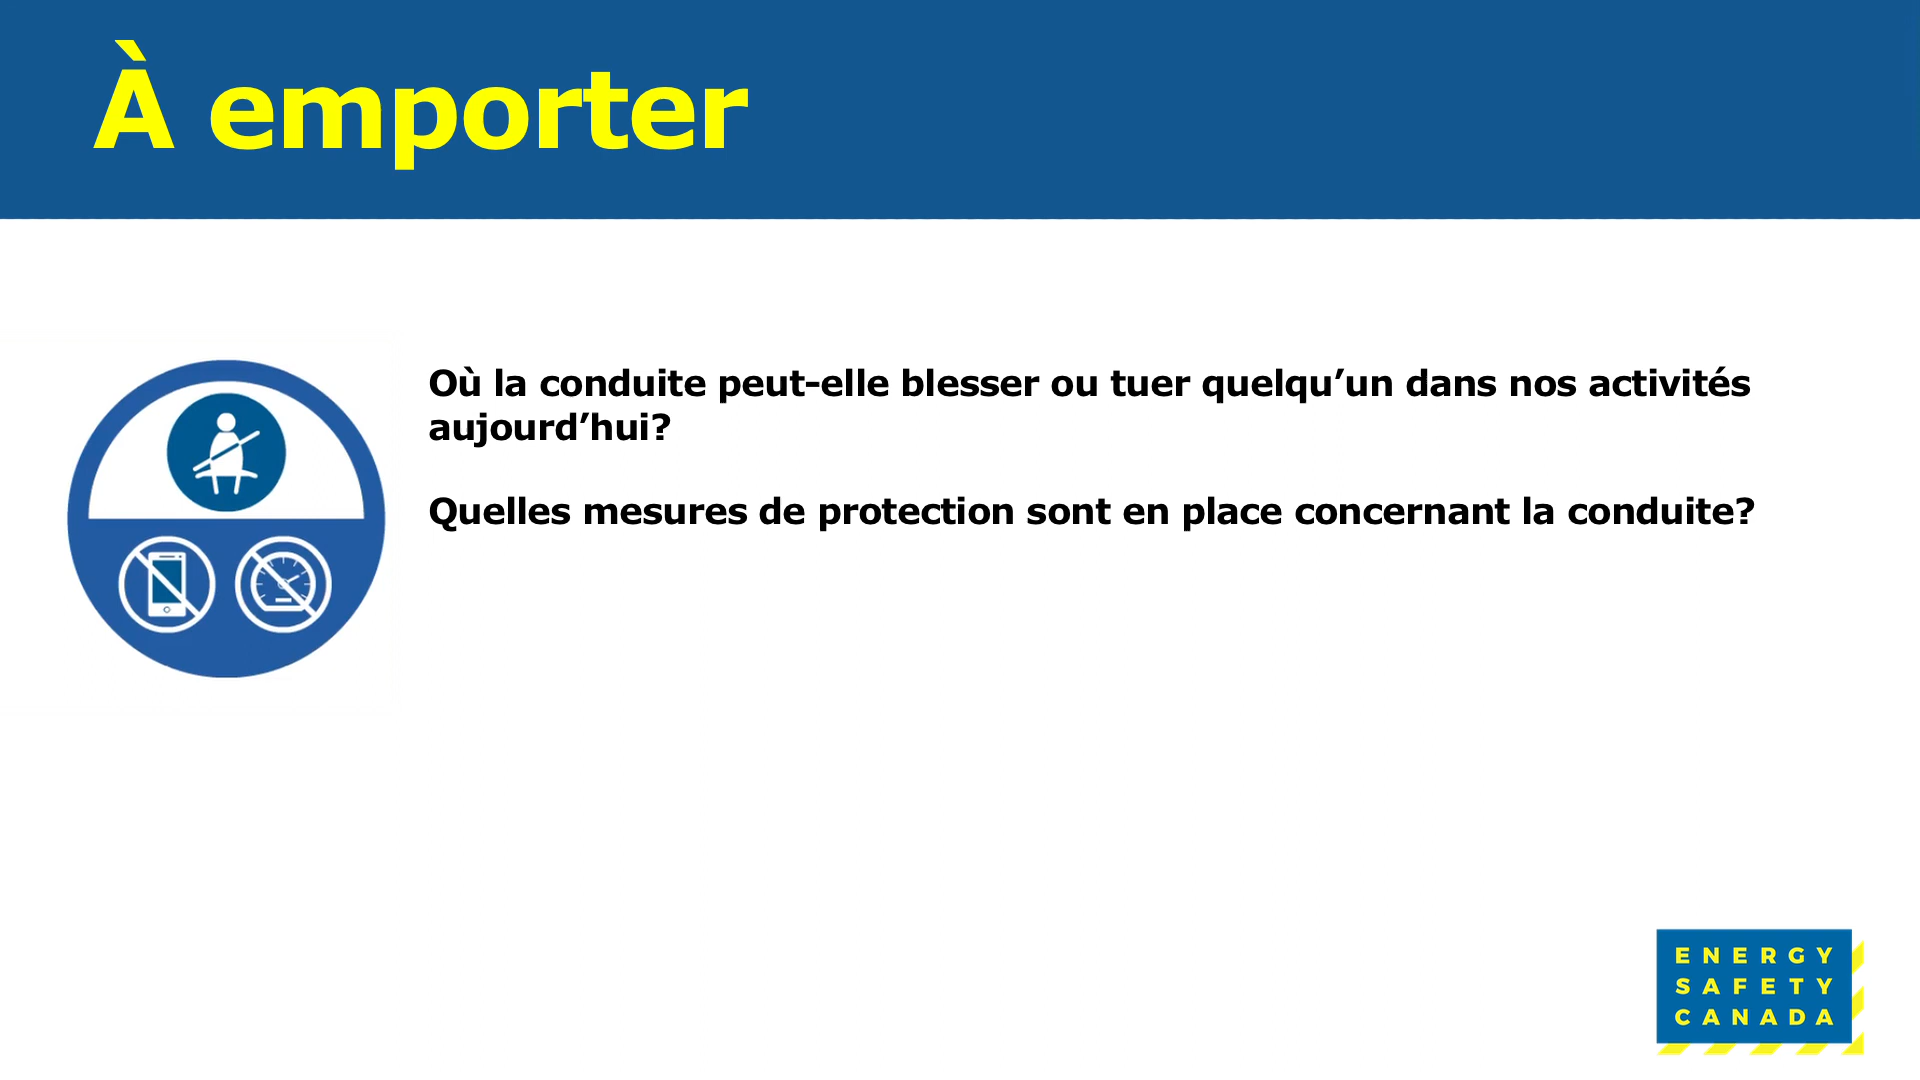 À emporter
Où la conduite peut-elle blesser ou tuer quelqu’un dans nos activités
aujourd’hui?
Quelles mesures de protection sont en place concernant la conduite?
ENERGY
SAFETY
CANADA